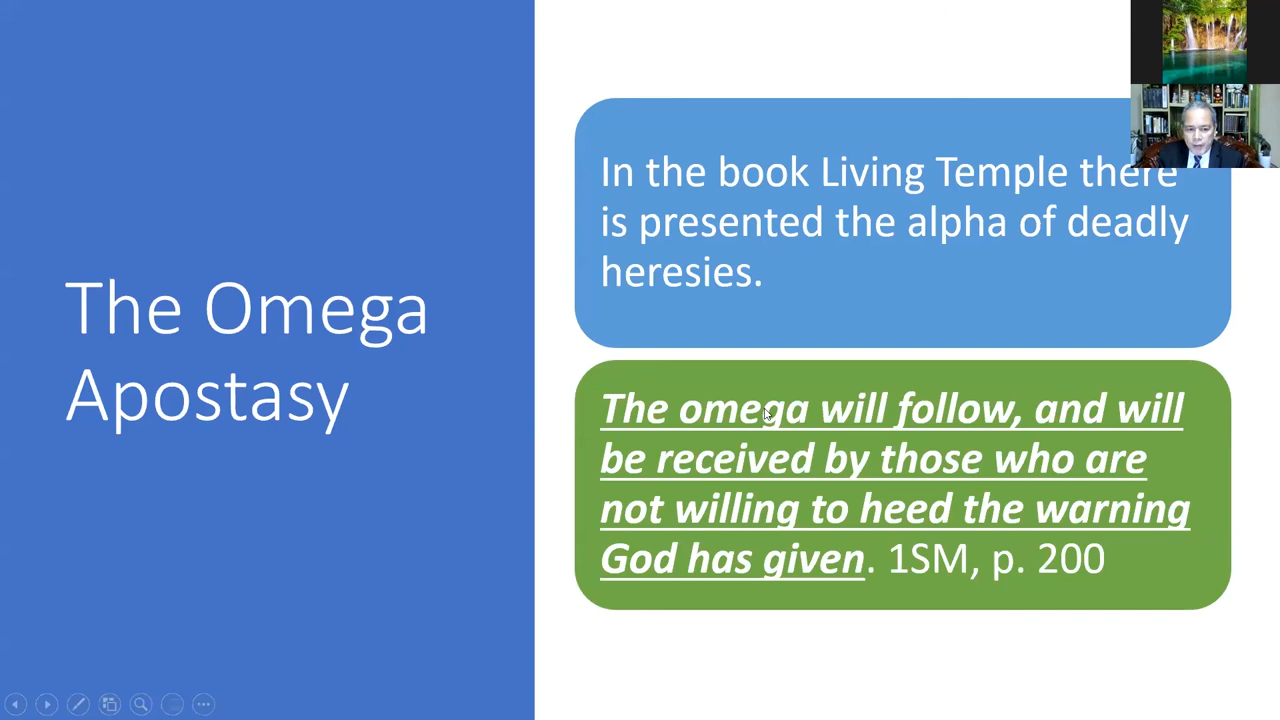 The Omega
Apostasy
In the book Living Temple there
is presented the alpha of deadly
heresies.
The omega will follow, and will
be received by those who are
not willing to heed the warning
God has given. 1SM, p. 200